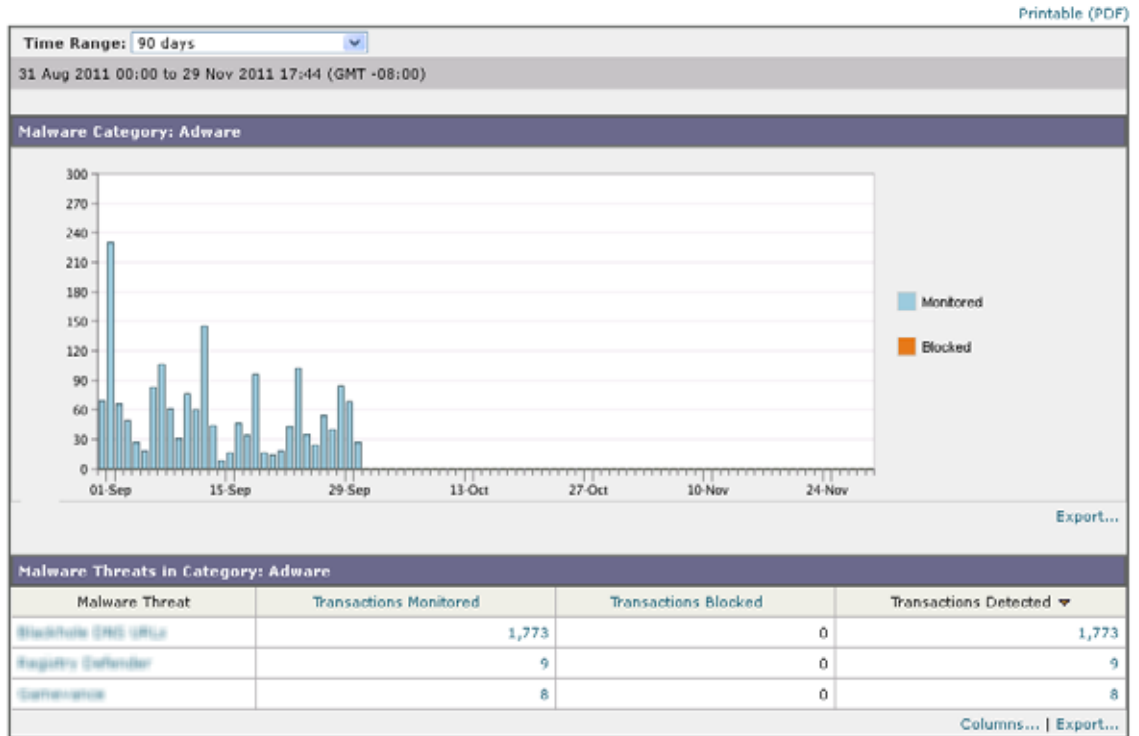 Printable (PDF)
Time Range: 90 days
31 Aug 2011 00:00 to 29 Nov 2011 17:44 (GMT -08:00)
Malware Category: Adware
300
270
240
210
180
150
120
90
60
30
0
01-Sep 15-Sep 29-Sep 13-Oct 27-Oct 10-Nov 24-Nov
Monitored
Blocked
Export...
Malware Threats in Category: Adware
Malware Threat Transactions Monitored Transactions Blocked Transactions Detected
1,773 0 1,773
9 0 9
8 0 8
Columns... | Export...